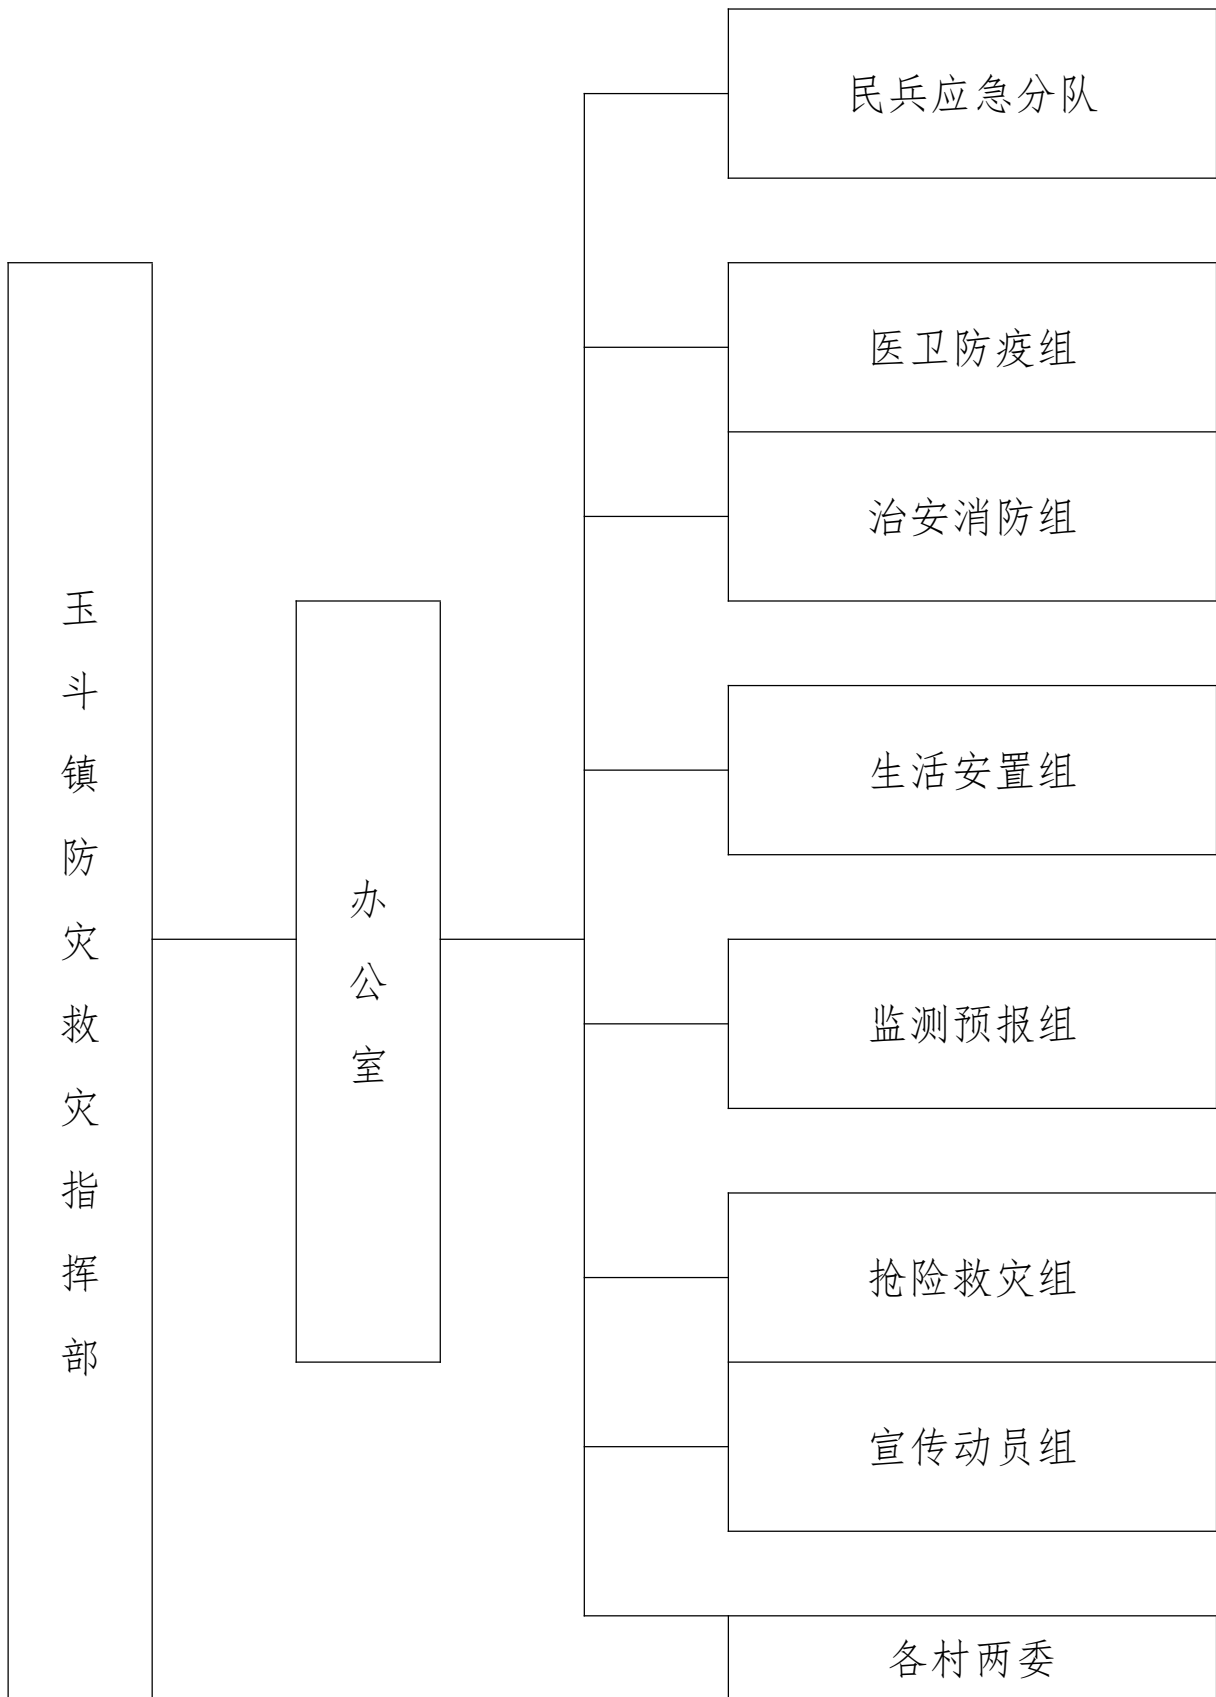 玉斗镇防灾救灾指挥部
办公室
民兵应急分队
医卫防疫组
治安消防组
生活安置组
监测预报组
抢险救灾组
宣传动员组
各村两委